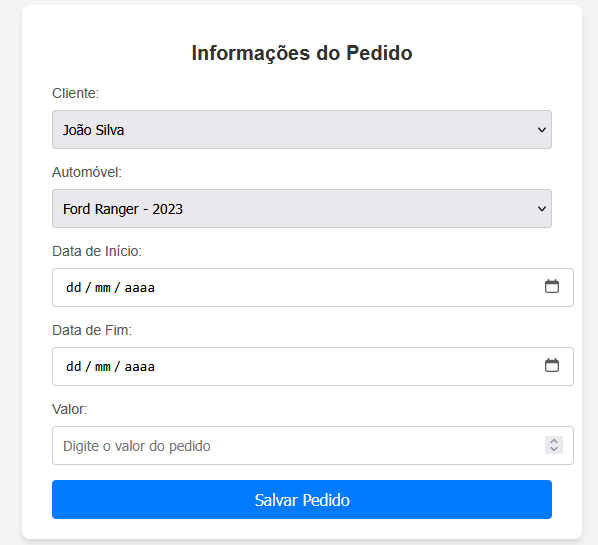 Informações do Pedido
Cliente:
João Silva
Automóvel:
Ford Ranger - 2023
Data de Início:
dd/mm/aaaa
Data de Fim:
dd/mm/aaaa
Valor:
Digite o valor do pedido
Salvar Pedido